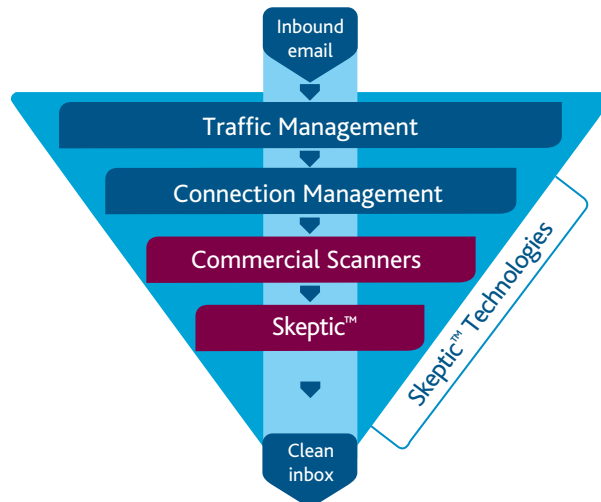 Inbound
email
Traffic Management
Connection Management
Commercial Scanners
Skeptic™
Skeptic™ Technologies
Clean
inbox